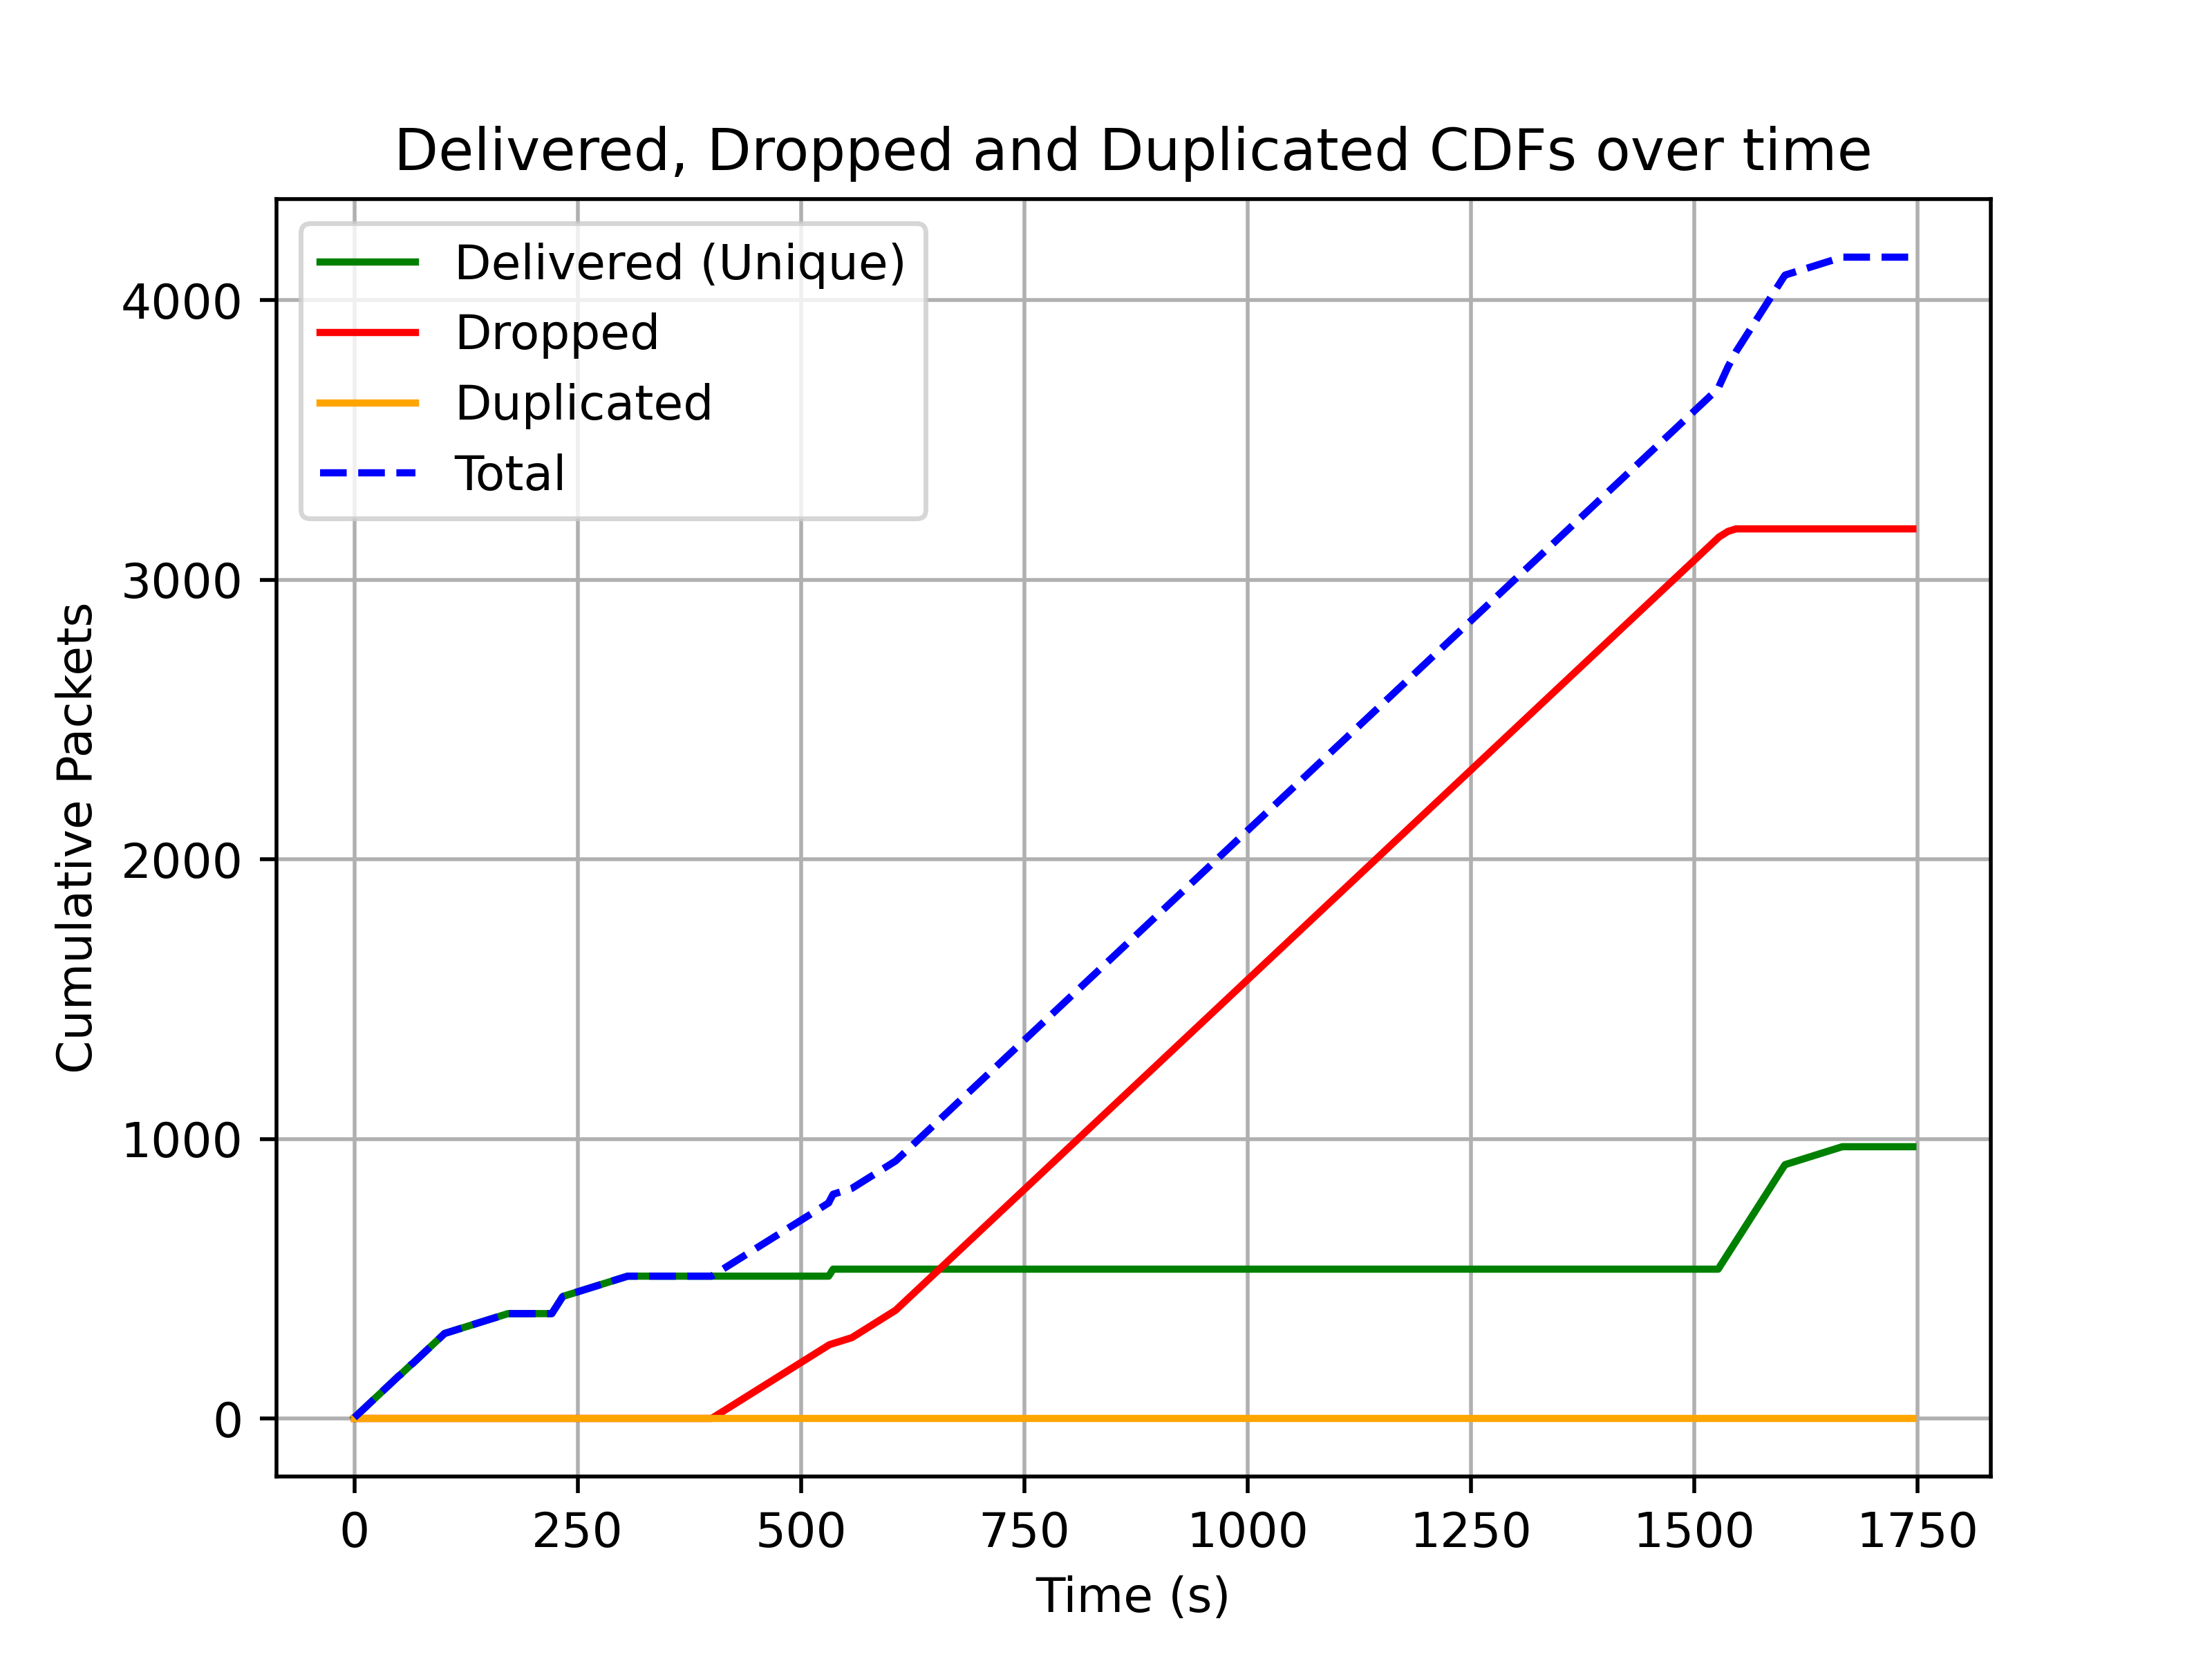 Delivered, Dropped and Duplicated CDFs over time
Delivered (Unique)
Dropped
Duplicated
Total
Cumulative Packets
4000
3000
2000
1000
0
0 250 500 750 1000 1250 1500 1750
Time (s)